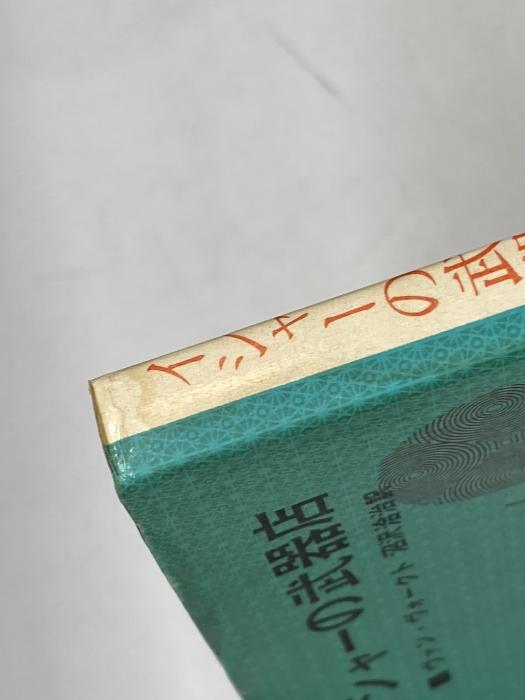 イシャーの武
シャーの武器店
ヴァン・ヴォークト 沼沢洽治訳